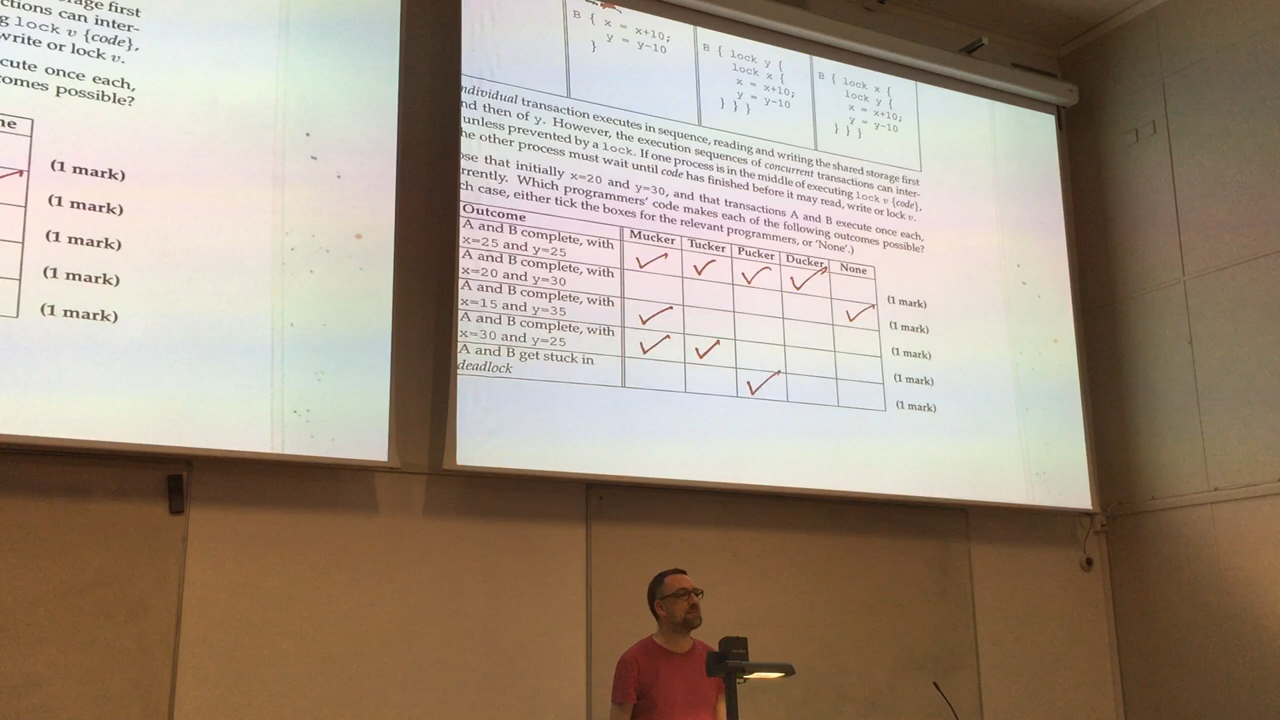 rage first
ctions can inter-
g lock v {code},
write or lock v.
cute once each,
comes possible?
ne
(1 mark)
(1 mark)
(1 mark)
(1 mark)
(1 mark)
B { x = x+10;
y = y-10
}
B { lock y {
lock x {
x = x+10;
y = y-10
} } }
B { lock x {
lock y {
x = x+10;
y = y-10
} } }
ndividual transaction executes in sequence, reading and writing the shared storage first
nd then of y. However, the execution sequences of concurrent transactions can inter-
unless prevented by a lock. If one process is in the middle of executing lock v {code},
he other process must wait until code has finished before it may read, write or lock v.
ose that initially x=20 and y=30, and that transactions A and B execute once each,
rrently. Which programmers' code makes each of the following outcomes possible?
ch case, either tick the boxes for the relevant programmers, or 'None'.)
Outcome Mucker Tucker Pucker Ducker None
A and B complete, with
x=25 and y=25 (1 mark)
A and B complete, with
x=20 and y=30 (1 mark)
A and B complete, with
x=15 and y=35 (1 mark)
A and B complete, with
x=30 and y=25 (1 mark)
A and B get stuck in
deadlock (1 mark)